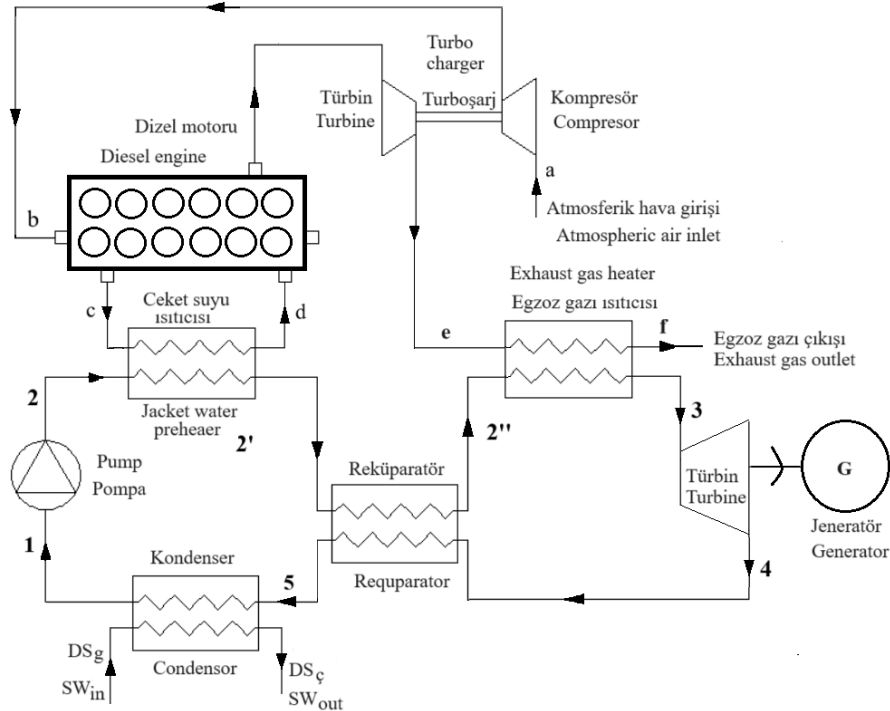 Turbo
charger
Türbin
Turbine
Turboşarj
Kompresör
Compresor
Dizel motoru
Diesel engine
a
Atmosferik hava girişi
Atmospheric air inlet
b
c
Ceket suyu
ısıtıcısı
d
Exhaust gas heater
Egzoz gazı ısıtıcısı
e
f
Egzoz gazı çıkışı
Exhaust gas outlet
2
Jacket water
preheaer
2'
2''
3
Pump
Pompa
Reküparatör
Türbin
Turbine
G
Jeneratör
Generator
1
Kondenser
5
Requparator
4
DSg
SWin
Condensor
DSç
SWout